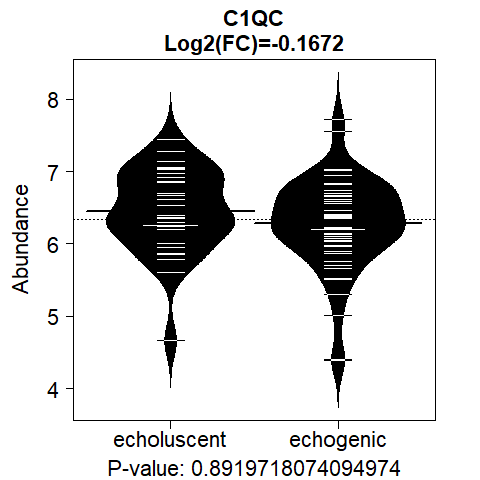 C1QC
Log2(FC)=-0.1672
Abundance
8
7
6
5
4
echoluscent echogenic
P-value: 0.8919718074094974